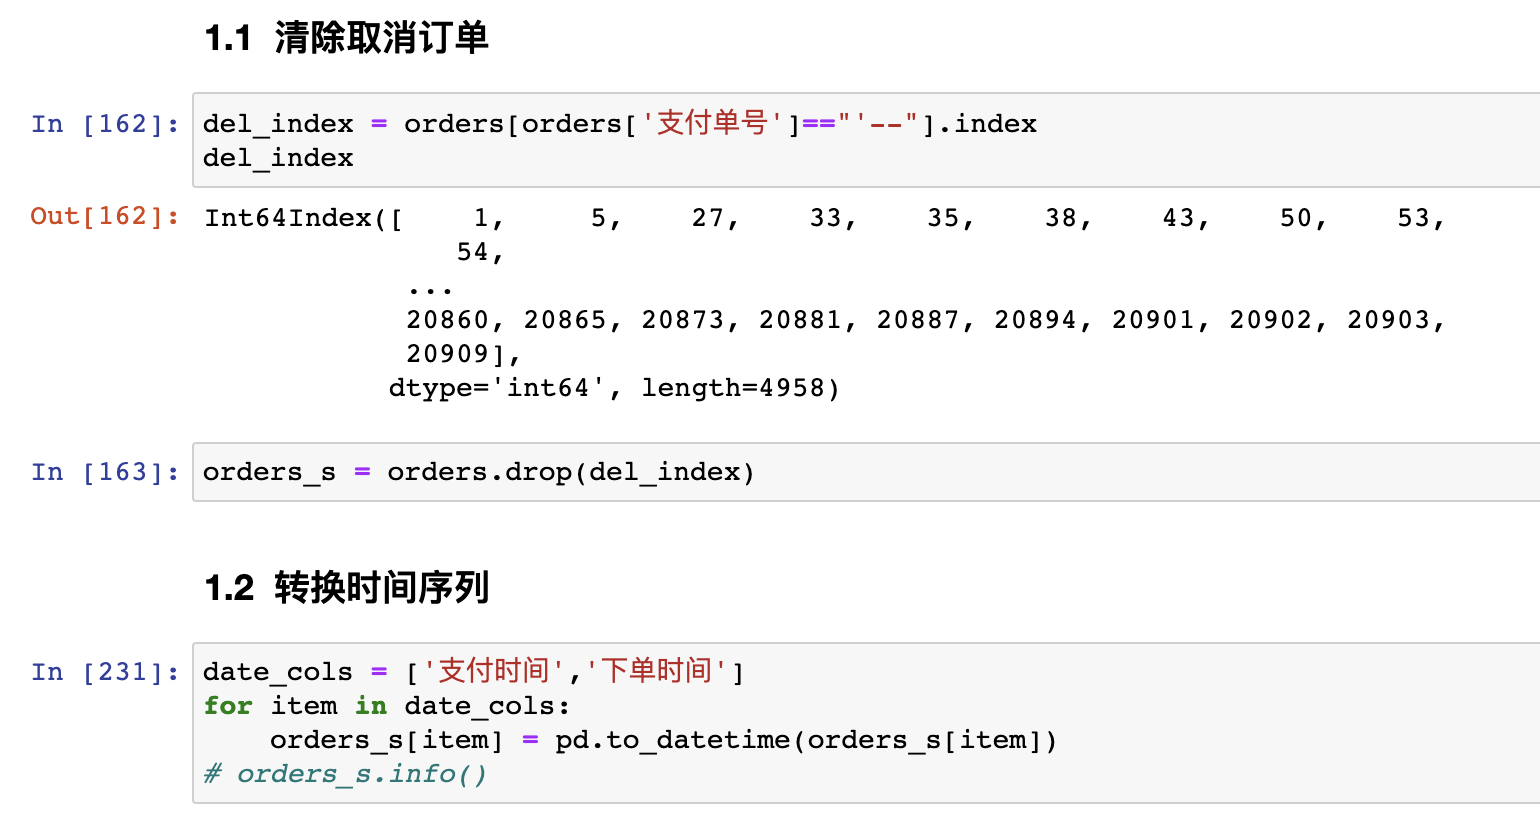 1.1 清除取消订单
In [162]: del_index = orders[orders['支付单号']=="'--"].index
del_index
Out[162]: Int64Index([    1,     5,    27,    33,    35,    38,    43,    50,    53,
54,
...
20860, 20865, 20873, 20881, 20887, 20894, 20901, 20902, 20903,
20909],
dtype='int64', length=4958)
In [163]: orders_s = orders.drop(del_index)
1.2 转换时间序列
In [231]: date_cols = ['支付时间','下单时间']
for item in date_cols:
    orders_s[item] = pd.to_datetime(orders_s[item])
# orders_s.info()